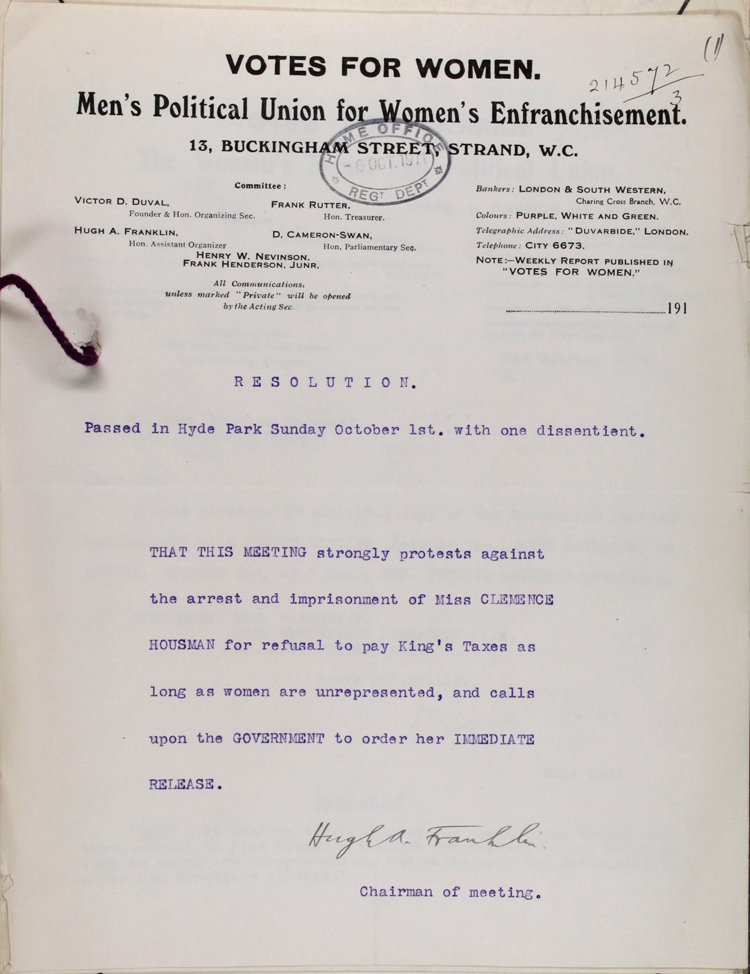 (1)
214572
3
VOTES FOR WOMEN.
Men's Political Union for Women's Enfranchisement.
13, BUCKINGHAM STREET, STRAND, W.C.
HOME OFFICE
6 OCT. 1911
REGT DEPT
Committee:
VICTOR D. DUVAL,
Founder & Hon. Organizing Sec.
FRANK RUTTER,
Hon. Treasurer.
HUGH A. FRANKLIN,
Hon. Assistant Organizer
D. CAMERON-SWAN,
Hon. Parliamentary Sec.
HENRY W. NEVINSON.
FRANK HENDERSON, JUNR.
All Communications,
unless marked "Private" will be opened
by the Acting Sec.
Bankers: LONDON & SOUTH WESTERN,
Charing Cross Branch, W.C.
Colours: PURPLE, WHITE AND GREEN.
Telegraphic Address: "DUVARBIDE," LONDON.
Telephone: CITY 6673.
NOTE:—WEEKLY REPORT PUBLISHED IN
"VOTES FOR WOMEN."
191
RESOLUTION.
Passed in Hyde Park Sunday October 1st. with one dissentient.
THAT THIS MEETING strongly protests against
the arrest and imprisonment of Miss CLEMENCE
HOUSMAN for refusal to pay King's Taxes as
long as women are unrepresented, and calls
upon the GOVERNMENT to order her IMMEDIATE
RELEASE.
Hugh A. Franklin.
Chairman of meeting.